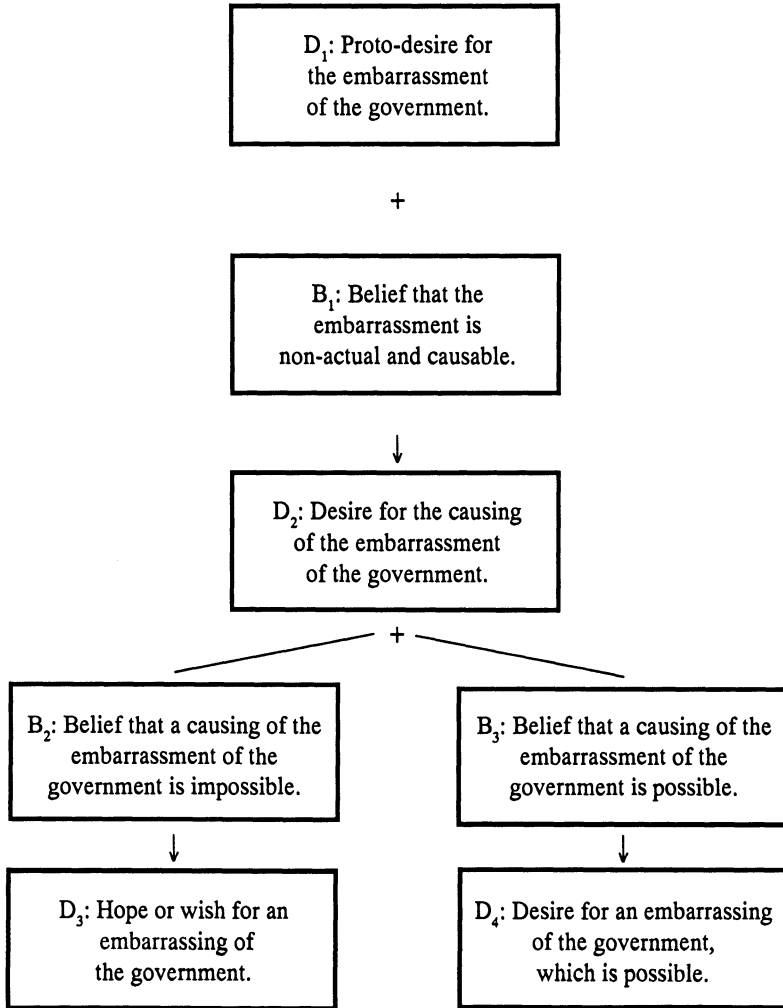 D₁: Proto-desire for
the embarrassment
of the government.
+
B₁: Belief that the
embarrassment is
non-actual and causable.
↓
D₂: Desire for the causing
of the embarrassment
of the government.
+
B₂: Belief that a causing of the
embarrassment of the
government is impossible.
↓
D₃: Hope or wish for an
embarrassing of
the government.
B₃: Belief that a causing of the
embarrassment of the
government is possible.
↓
D₄: Desire for an embarrassing
of the government,
which is possible.